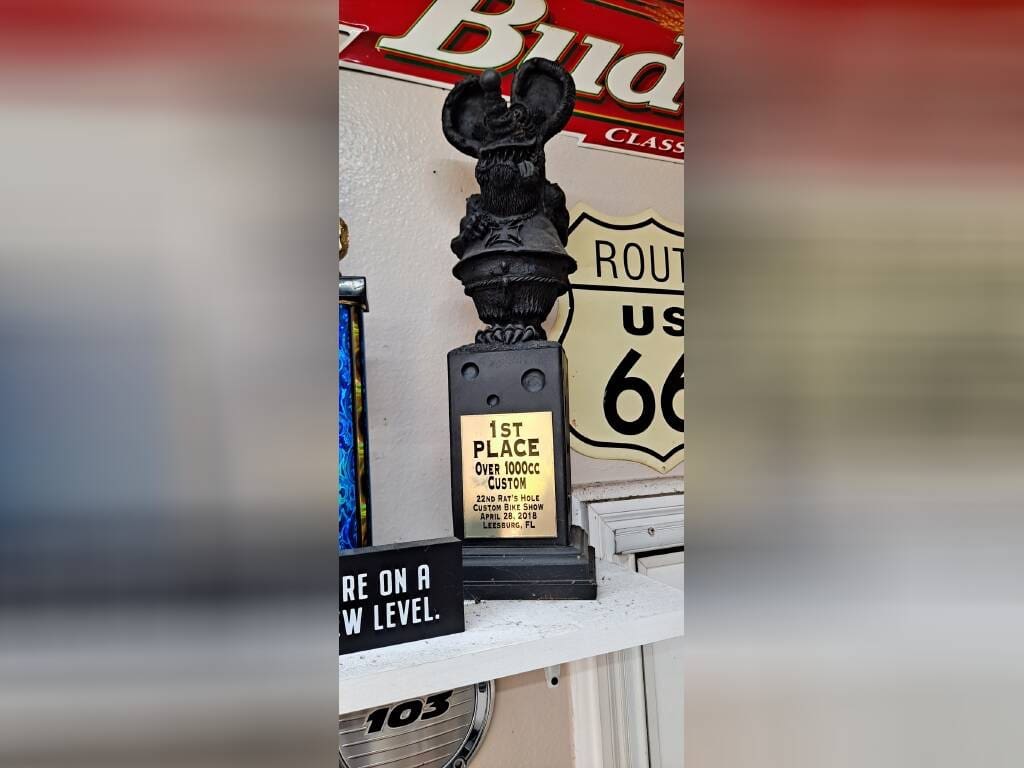 Bud
CLASS
ROUT
US
66
1ST
PLACE
OVER 1000CC
CUSTOM
22ND RAT'S HOLE
CUSTOM BIKE SHOW
APRIL 28, 2018
LEESBURG, FL
RE ON A
EW LEVEL.
103